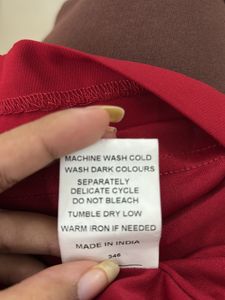 MACHINE WASH COLD
WASH DARK COLOURS
SEPARATELY
DELICATE CYCLE
DO NOT BLEACH
TUMBLE DRY LOW
WARM IRON IF NEEDED
MADE IN INDIA
346